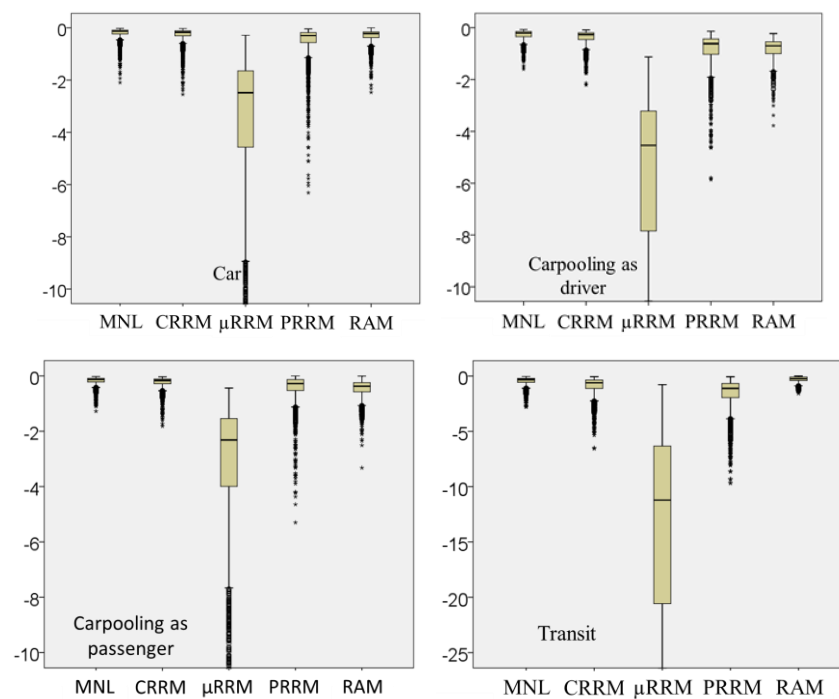 0
-2
-4
-6
-8
-10
Car
MNL CRRM μRRM PRRM RAM
0
-2
-4
-6
-8
-10
Carpooling as
driver
MNL CRRM μRRM PRRM RAM
0
-2
-4
-6
-8
-10
Carpooling as
passenger
MNL CRRM μRRM PRRM RAM
0
-5
-10
-15
-20
-25
Transit
MNL CRRM μRRM PRRM RAM